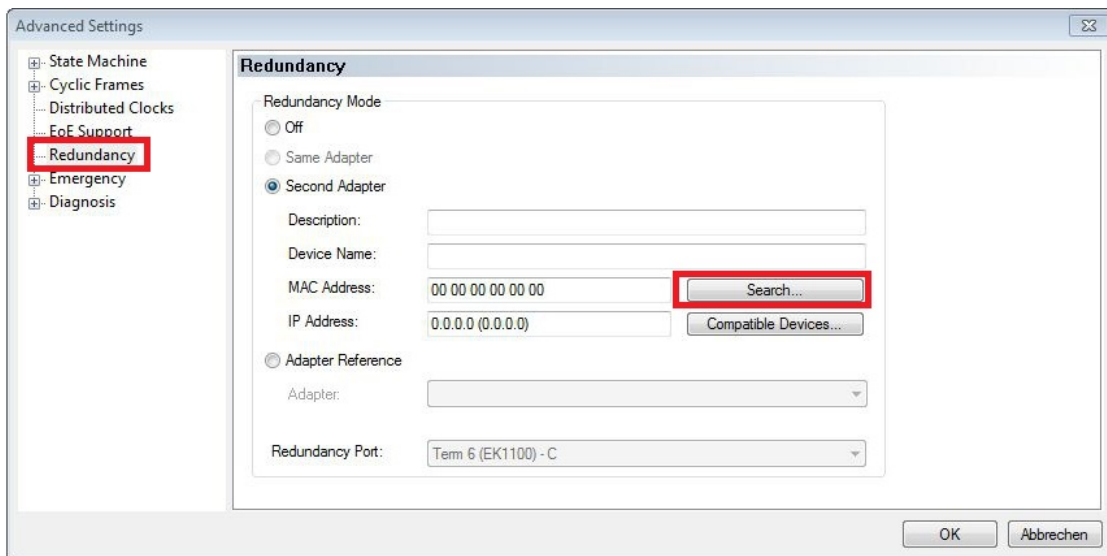 Advanced Settings
State Machine
Cyclic Frames
Distributed Clocks
EoE Support
Redundancy
Emergency
Diagnosis
Redundancy
Redundancy Mode
Off
Same Adapter
Second Adapter
Description:
Device Name:
MAC Address: 00 00 00 00 00 00 Search...
IP Address: 0.0.0.0 (0.0.0.0) Compatible Devices...
Adapter Reference
Adapter:
Redundancy Port: Term 6 (EK1100) - C
OK Abbrechen